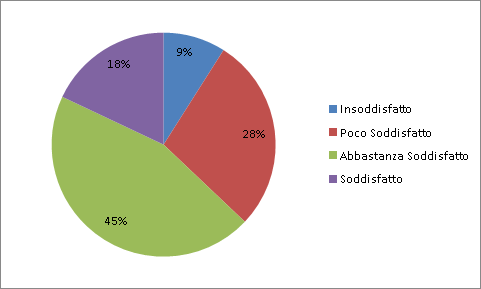 9%
18%
28%
45%
Insoddisfatto
Poco Soddisfatto
Abbastanza Soddisfatto
Soddisfatto